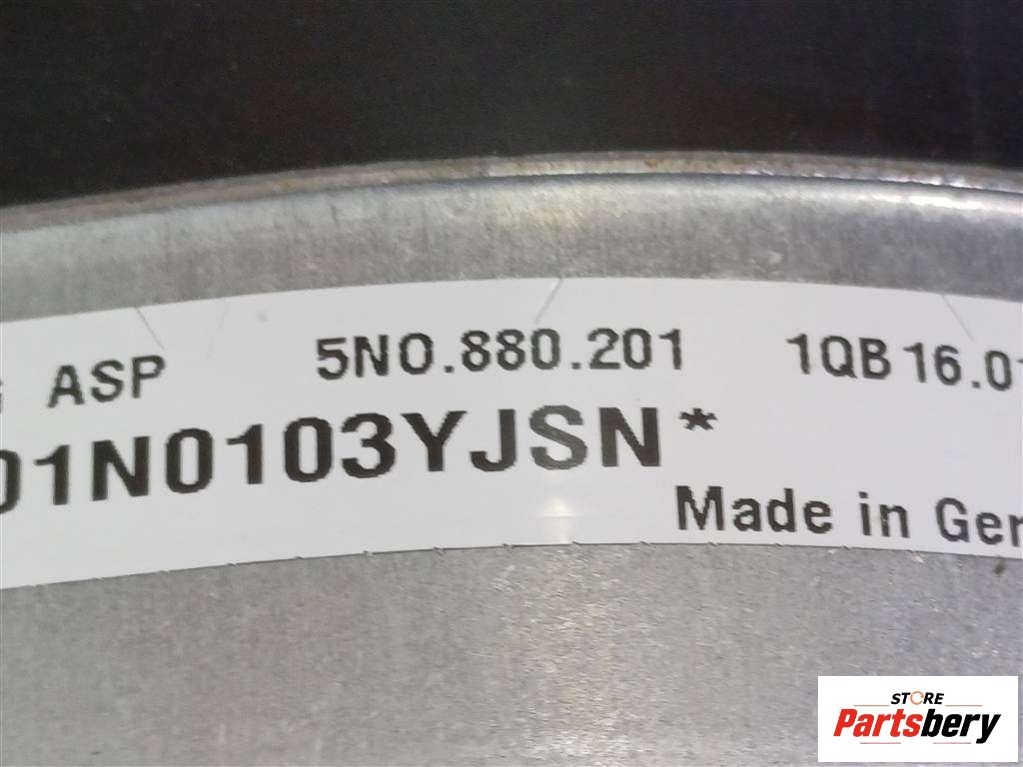 ASP 5N0.880.201 1QB 16.0
01N0103YJSN*
Made in Ger
STORE
Partsbery